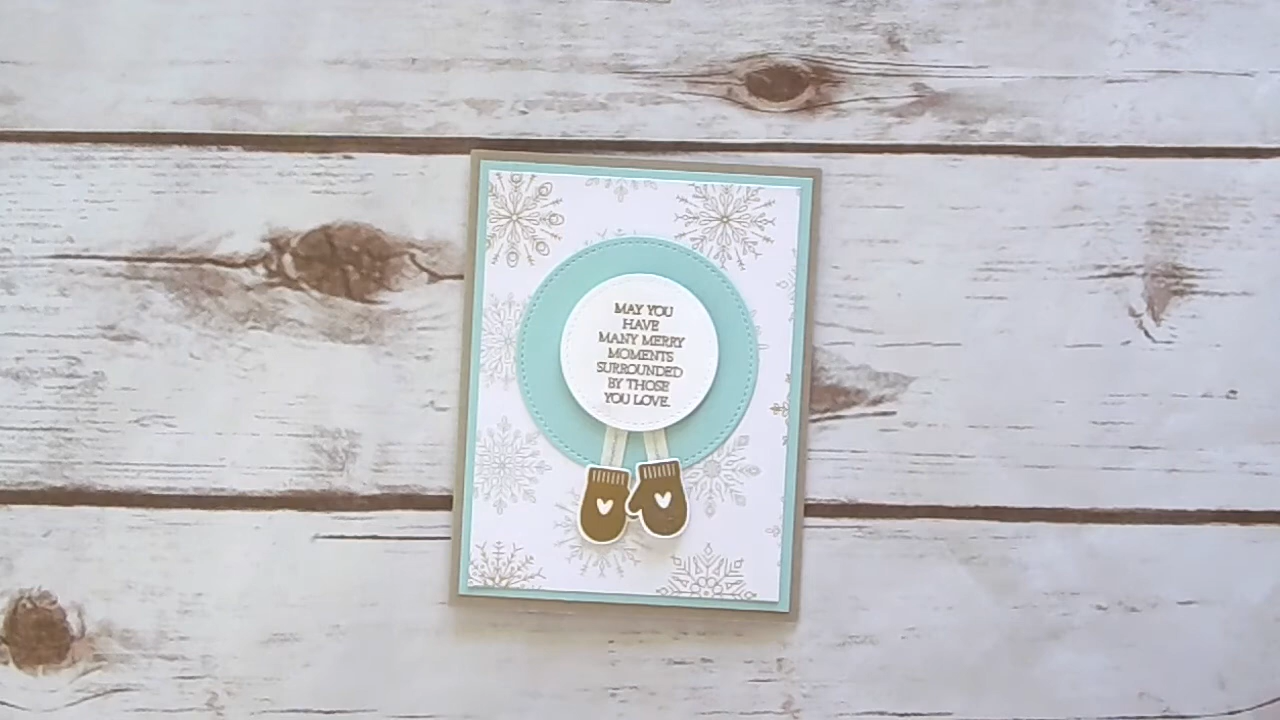 MAY YOU
HAVE
MANY MERRY
MOMENTS
SURROUNDED
BY THOSE
YOU LOVE.